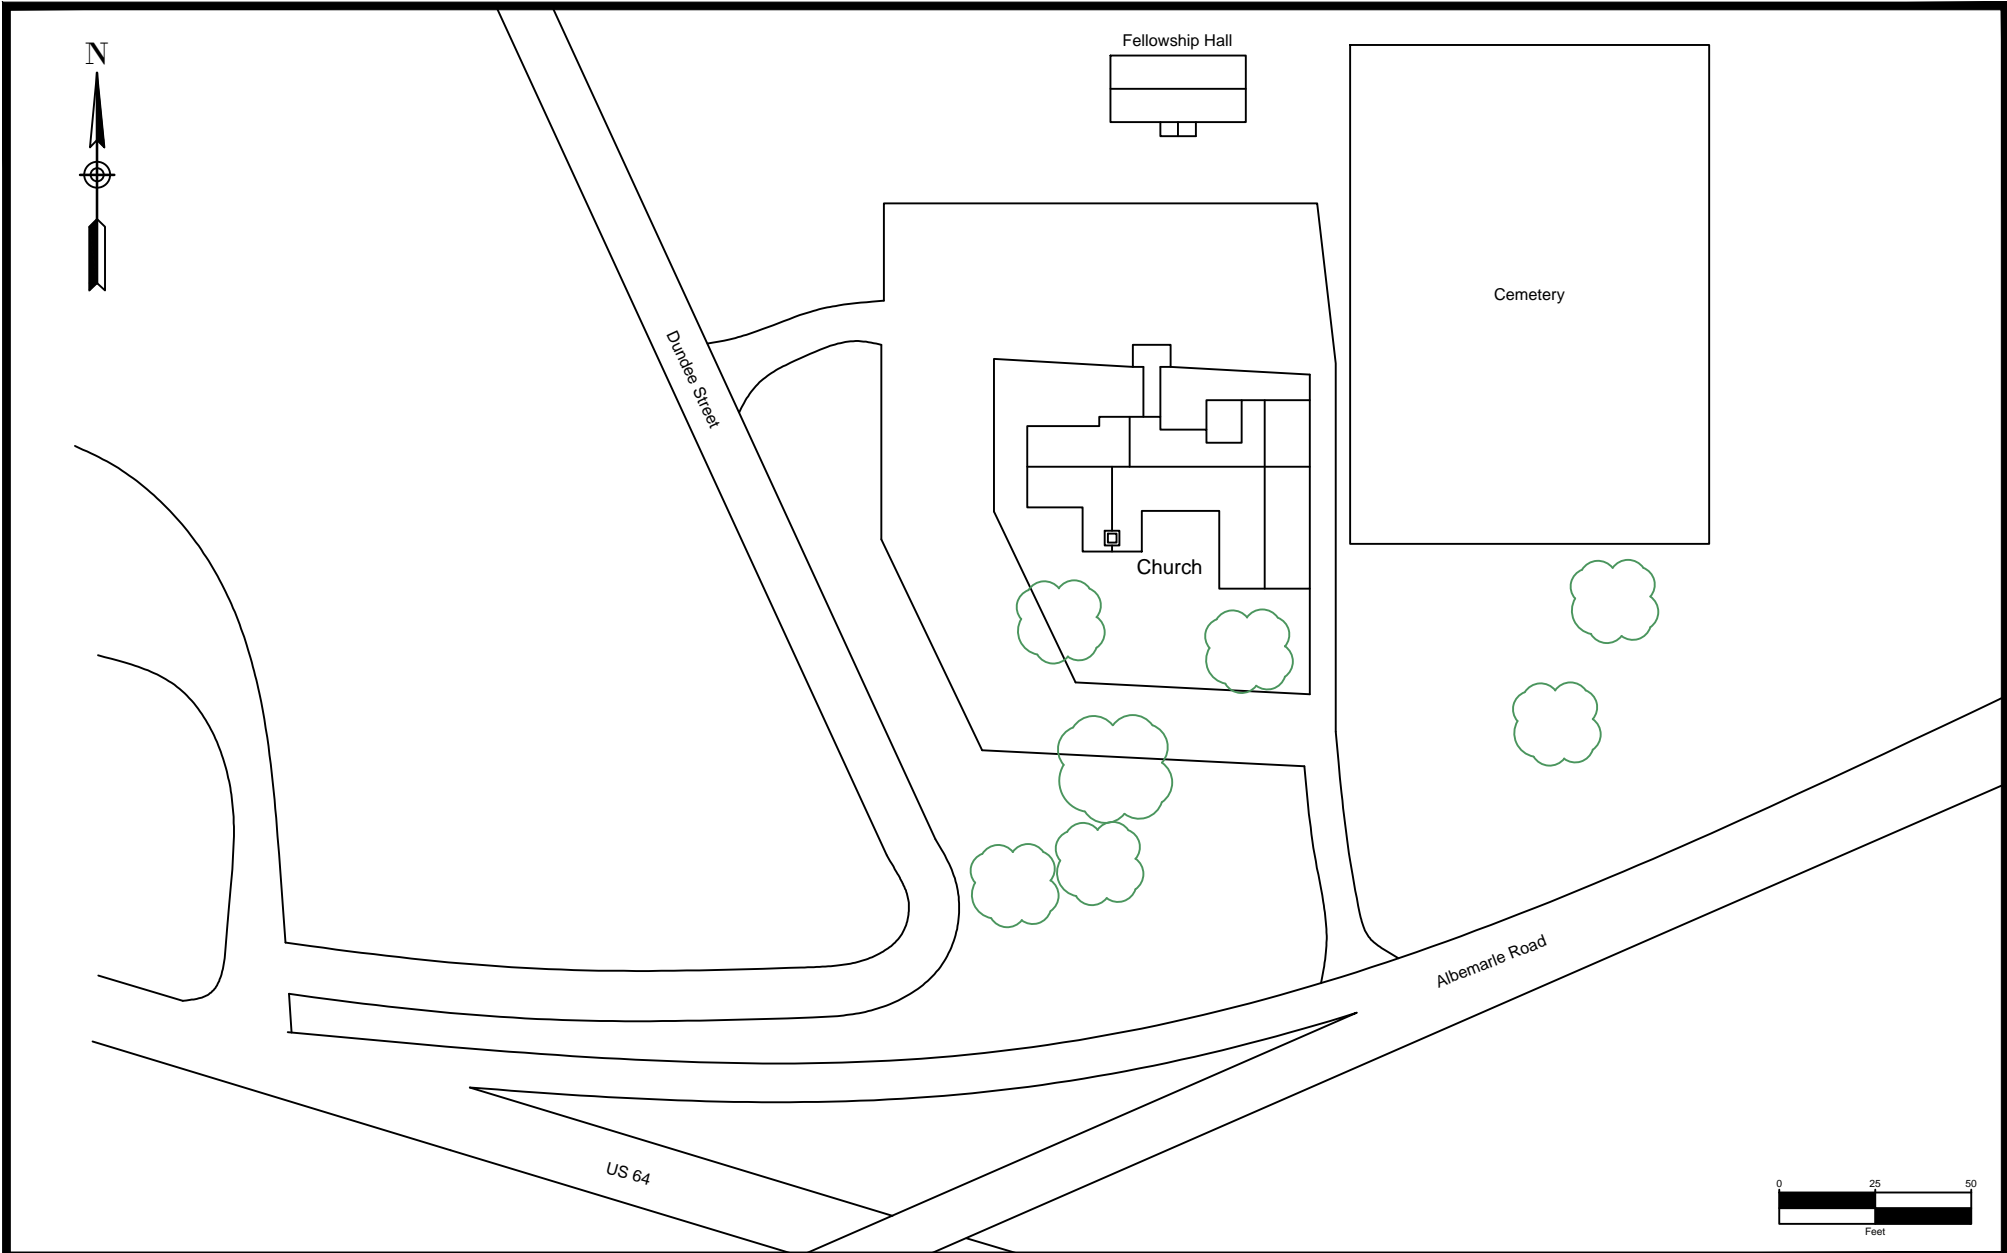 N
Fellowship Hall
Cemetery
Dundee Street
Church
Albemarle Road
US 64
0 25 50
Feet